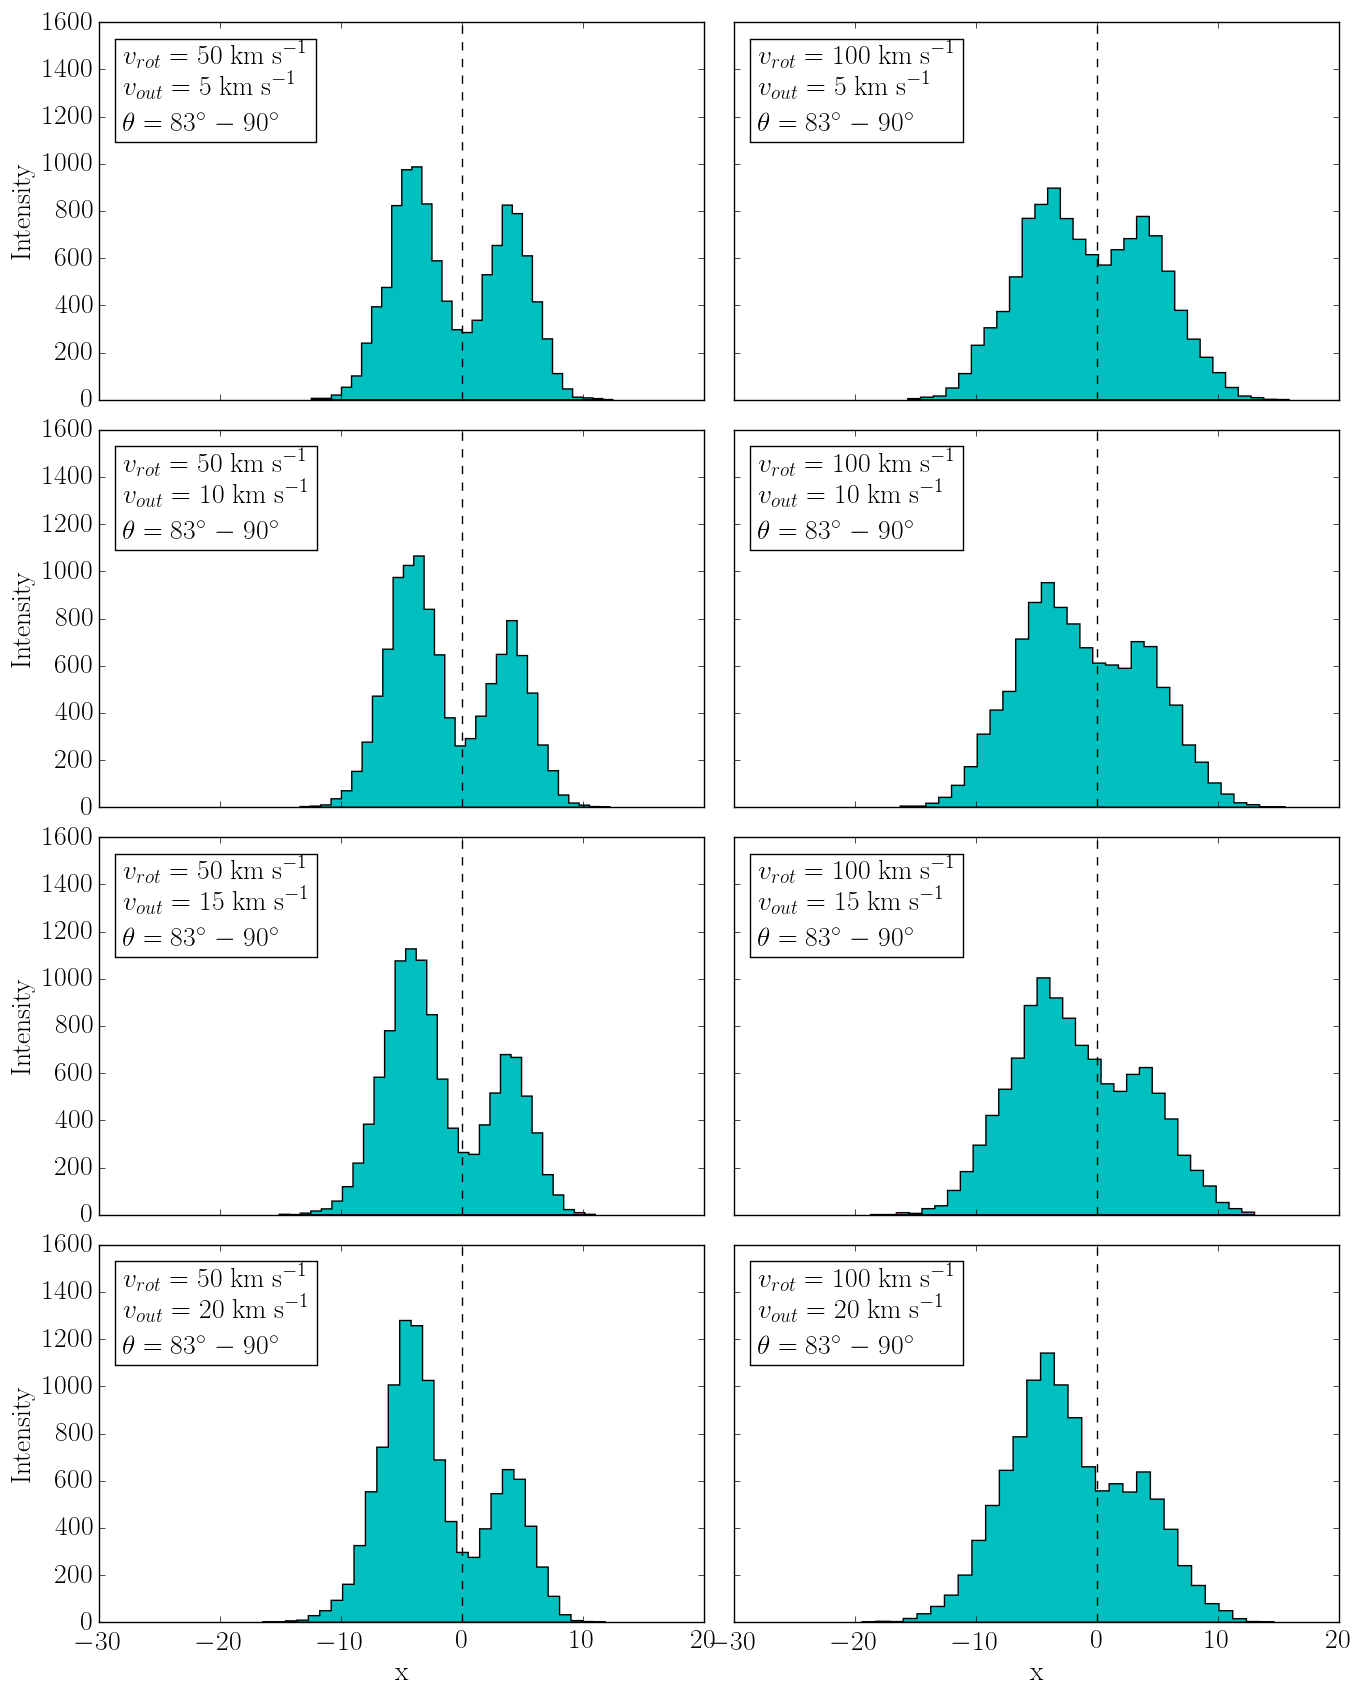 1600
1400
1200
1000
800
600
400
200
0
Intensity
v_rot = 50 km s⁻¹
v_out = 5 km s⁻¹
θ = 83° − 90°
v_rot = 100 km s⁻¹
v_out = 5 km s⁻¹
θ = 83° − 90°
1600
1400
1200
1000
800
600
400
200
0
Intensity
v_rot = 50 km s⁻¹
v_out = 10 km s⁻¹
θ = 83° − 90°
v_rot = 100 km s⁻¹
v_out = 10 km s⁻¹
θ = 83° − 90°
1600
1400
1200
1000
800
600
400
200
0
Intensity
v_rot = 50 km s⁻¹
v_out = 15 km s⁻¹
θ = 83° − 90°
v_rot = 100 km s⁻¹
v_out = 15 km s⁻¹
θ = 83° − 90°
1600
1400
1200
1000
800
600
400
200
0
Intensity
v_rot = 50 km s⁻¹
v_out = 20 km s⁻¹
θ = 83° − 90°
v_rot = 100 km s⁻¹
v_out = 20 km s⁻¹
θ = 83° − 90°
−30 −20 −10 0 10 20
x
−30 −20 −10 0 10 20
x